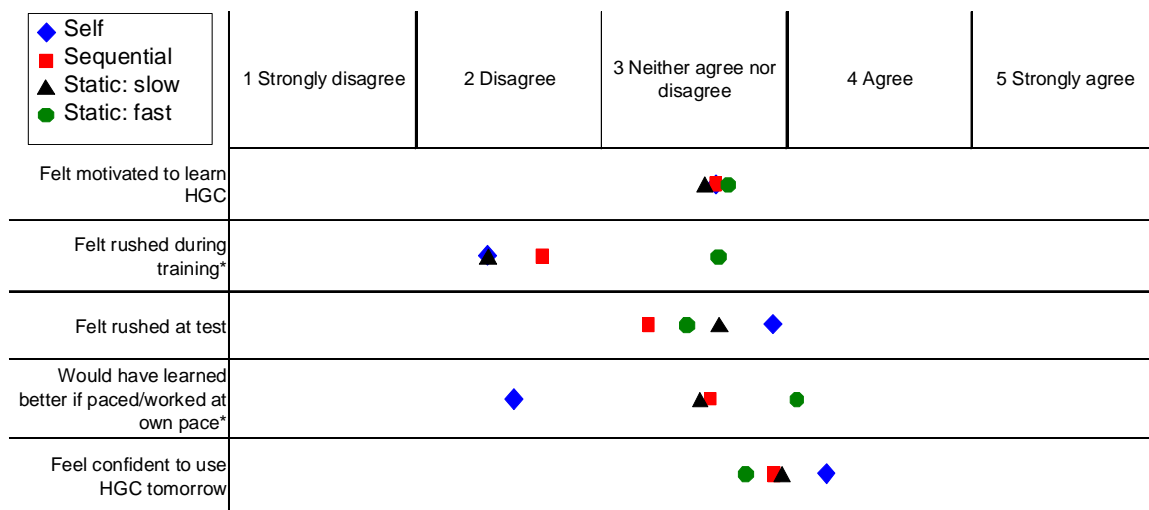 Self
Sequential
Static: slow
Static: fast
1 Strongly disagree
2 Disagree
3 Neither agree nor
disagree
4 Agree
5 Strongly agree
Felt motivated to learn
HGC
Felt rushed during
training*
Felt rushed at test
Would have learned
better if paced/worked at
own pace*
Feel confident to use
HGC tomorrow